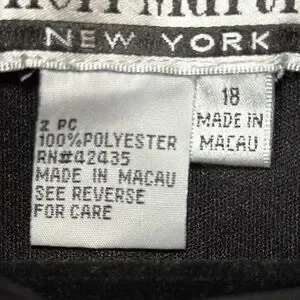 NEW YORK
2 PC
100% POLYESTER
RN#42435
MADE IN MACAU
SEE REVERSE
FOR CARE
18
MADE IN
MACAU